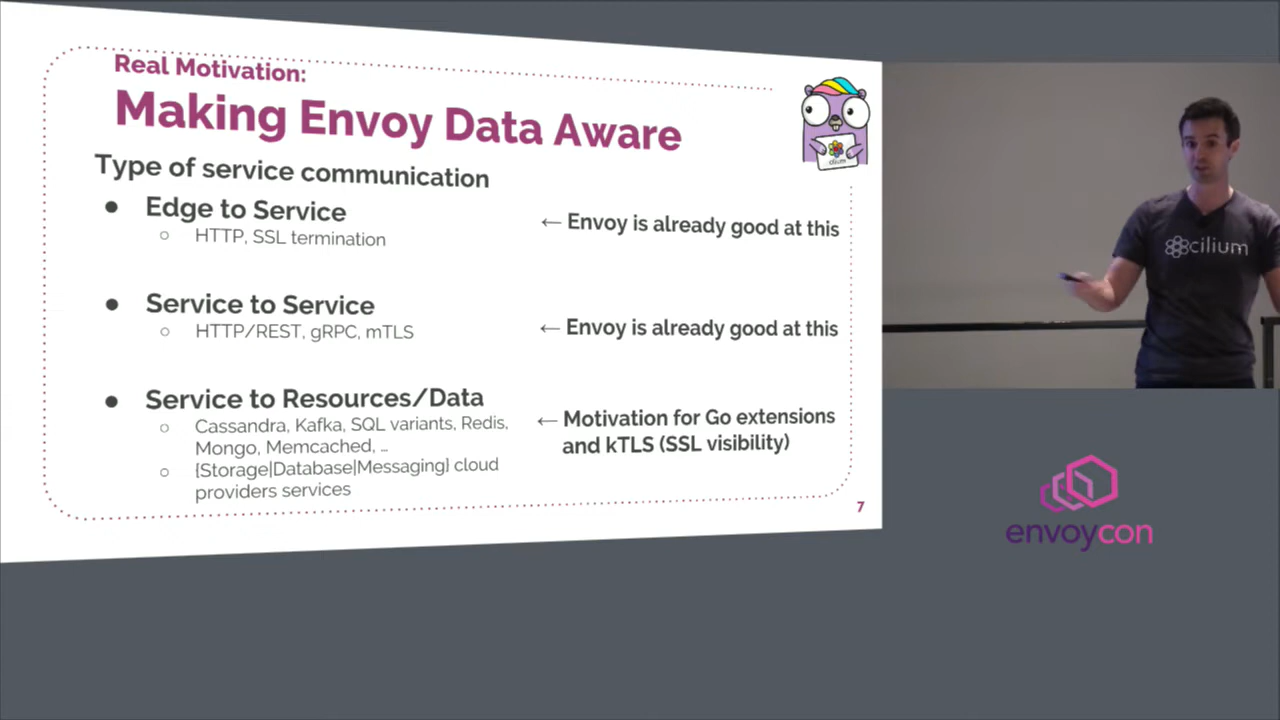 Real Motivation:
Making Envoy Data Aware
Type of service communication
● Edge to Service
○ HTTP, SSL termination
← Envoy is already good at this
● Service to Service
○ HTTP/REST, gRPC, mTLS
← Envoy is already good at this
● Service to Resources/Data
○ Cassandra, Kafka, SQL variants, Redis,
Mongo, Memcached, …
○ {Storage|Database|Messaging} cloud
providers services
← Motivation for Go extensions
and kTLS (SSL visibility)
7
cilium
cilium
envoycon